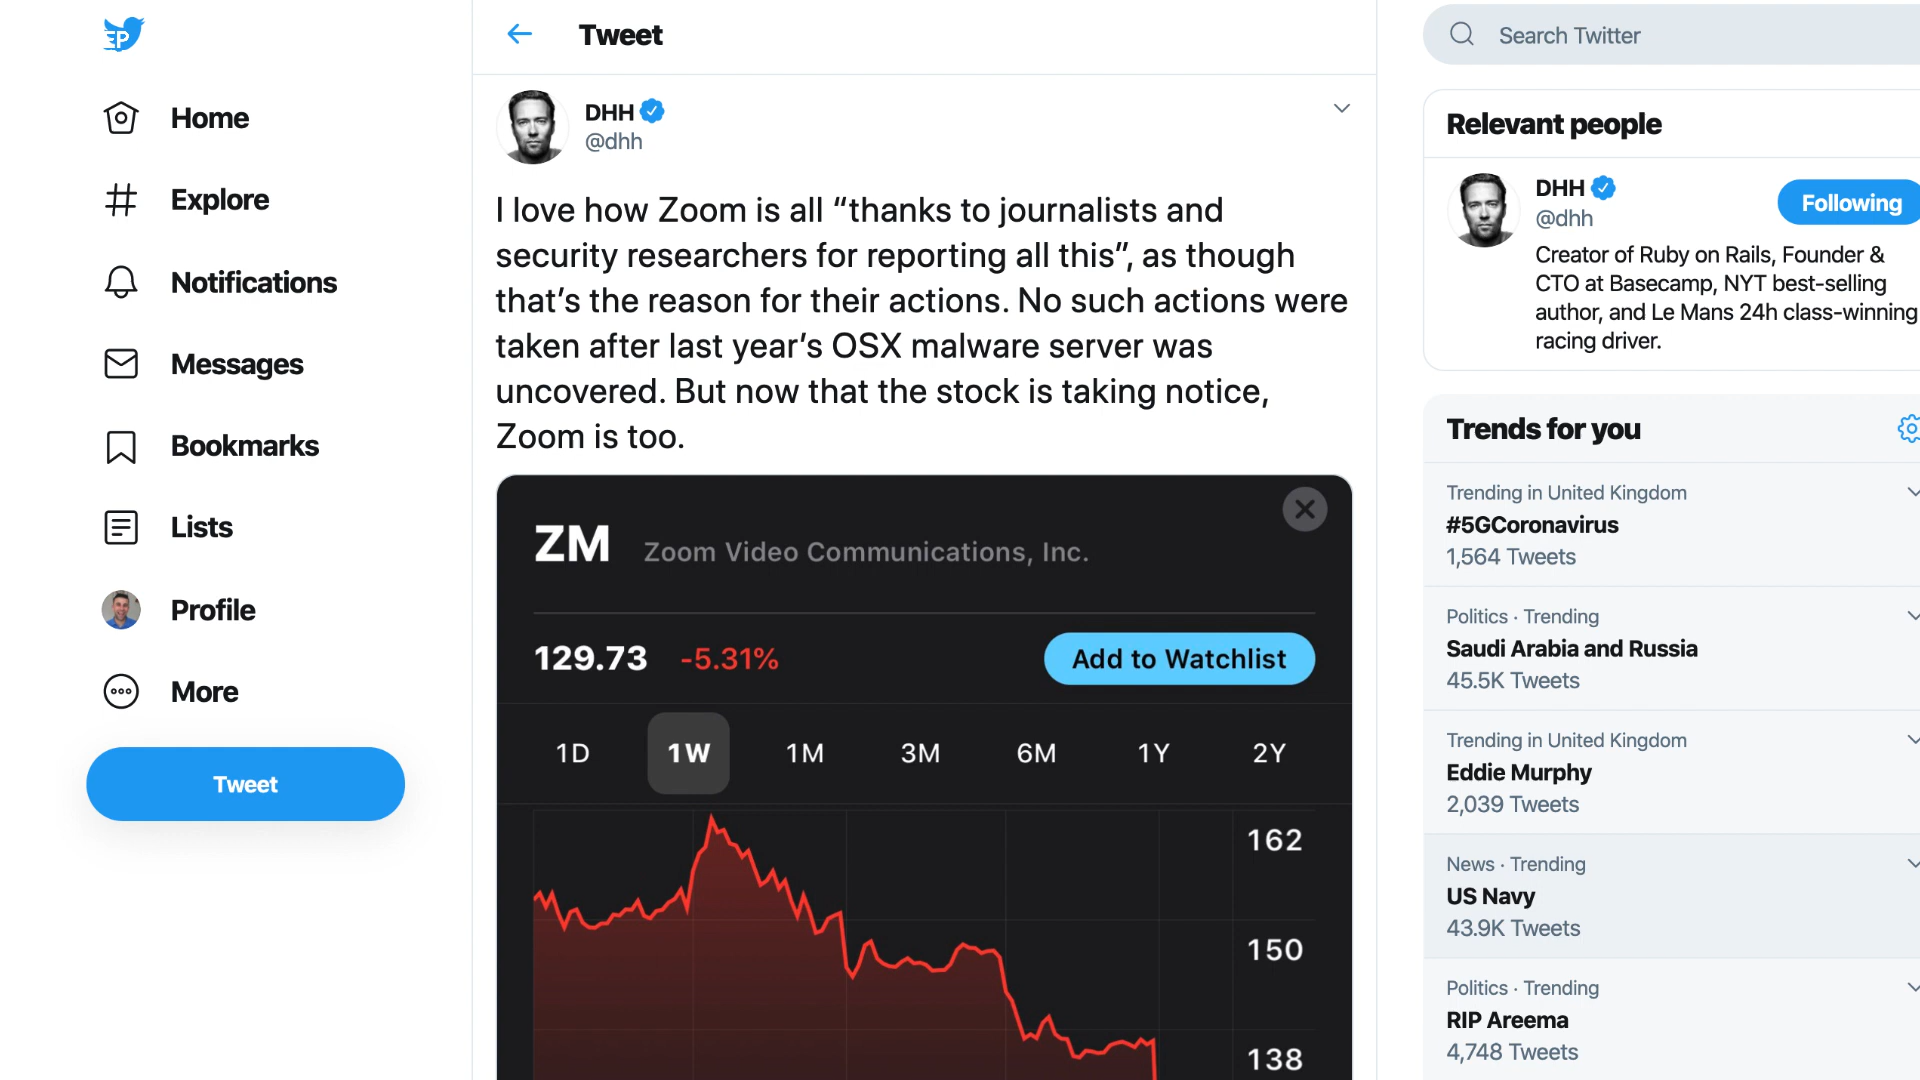 EP
Home
Explore
Notifications
Messages
Bookmarks
Lists
Profile
More
Tweet
Tweet
DHH
@dhh
I love how Zoom is all “thanks to journalists and
security researchers for reporting all this”, as though
that’s the reason for their actions. No such actions were
taken after last year’s OSX malware server was
uncovered. But now that the stock is taking notice,
Zoom is too.
ZM Zoom Video Communications, Inc.
129.73 -5.31% Add to Watchlist
1D 1W 1M 3M 6M 1Y 2Y
162
150
138
Search Twitter
Relevant people
DHH
@dhh
Following
Creator of Ruby on Rails, Founder &
CTO at Basecamp, NYT best-selling
author, and Le Mans 24h class-winning
racing driver.
Trends for you
Trending in United Kingdom
#5GCoronavirus
1,564 Tweets
Politics · Trending
Saudi Arabia and Russia
45.5K Tweets
Trending in United Kingdom
Eddie Murphy
2,039 Tweets
News · Trending
US Navy
43.9K Tweets
Politics · Trending
RIP Areema
4,748 Tweets